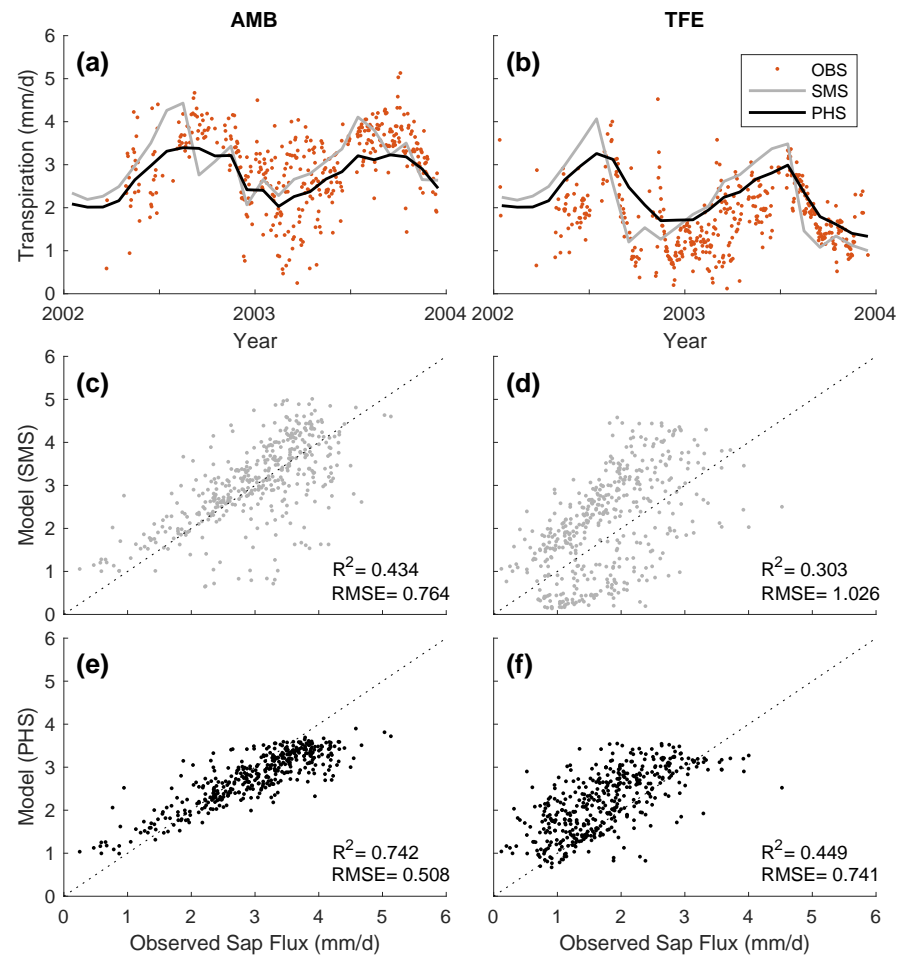 AMB
TFE
(a)
(b)
OBS
SMS
PHS
Transpiration (mm/d)
6
5
4
3
2
1
0
2002
2003
2004
2002
2003
2004
Year
Year
(c)
(d)
Model (SMS)
6
5
4
3
2
1
0
R²= 0.434
RMSE= 0.764
R²= 0.303
RMSE= 1.026
(e)
(f)
Model (PHS)
6
5
4
3
2
1
0
R²= 0.742
RMSE= 0.508
R²= 0.449
RMSE= 0.741
0 1 2 3 4 5 6
0 1 2 3 4 5 6
Observed Sap Flux (mm/d)
Observed Sap Flux (mm/d)